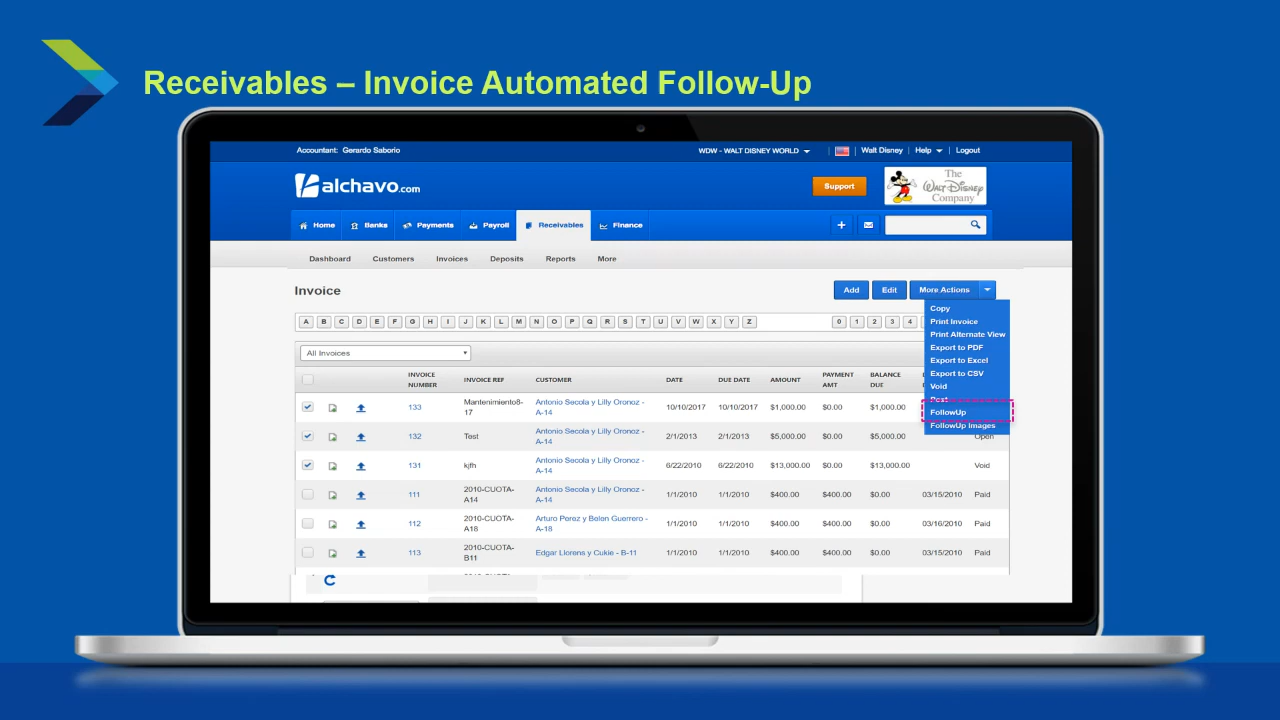 Receivables – Invoice Automated Follow-Up
Accountant: Gerardo Saborio
WDW - WALT DISNEY WORLD
Walt Disney
Help
Logout
alchavo.com
Support
The
WALT DISNEY
Company
Home
Banks
Payments
Payroll
Receivables
Finance
Dashboard
Customers
Invoices
Deposits
Reports
More
Invoice
Add
Edit
More Actions
Copy
Print Invoice
Print Alternate View
Export to PDF
Export to Excel
Export to CSV
Void
Post
FollowUp
FollowUp Images
A B C D E F G H I J K L M N O P Q R S T U V W X Y Z
0 1 2 3 4
All Invoices
INVOICE NUMBER
INVOICE REF
CUSTOMER
DATE
DUE DATE
AMOUNT
PAYMENT AMT
BALANCE DUE
133 Mantenimiento8-17 Antonio Secola y Lilly Oronoz - A-14 10/10/2017 10/10/2017 $1,000.00 $0.00 $1,000.00
132 Test Antonio Secola y Lilly Oronoz - A-14 2/1/2013 2/1/2013 $5,000.00 $0.00 $5,000.00 Open
131 kjfh Antonio Secola y Lilly Oronoz - A-14 6/22/2010 6/22/2010 $13,000.00 $0.00 $13,000.00 Void
111 2010-CUOTA-A14 Antonio Secola y Lilly Oronoz - A-14 1/1/2010 1/1/2010 $400.00 $400.00 $0.00 03/15/2010 Paid
112 2010-CUOTA-A18 Arturo Perez y Belen Guerrero - A-18 1/1/2010 1/1/2010 $400.00 $400.00 $0.00 03/16/2010 Paid
113 2010-CUOTA-B11 Edgar Llorens y Cukie - B-11 1/1/2010 1/1/2010 $400.00 $400.00 $0.00 03/15/2010 Paid